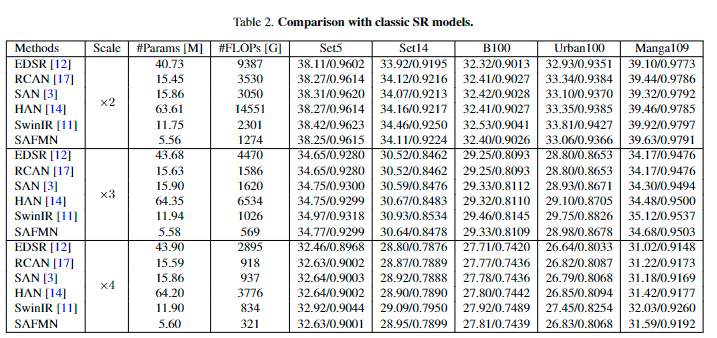 Table 2. Comparison with classic SR models.
Methods Scale #Params [M] #FLOPs [G] Set5 Set14 B100 Urban100 Manga109
EDSR [12] 40.73 9387 38.11/0.9602 33.92/0.9195 32.32/0.9013 32.93/0.9351 39.10/0.9773
RCAN [17] 15.45 3530 38.27/0.9614 34.12/0.9216 32.41/0.9027 33.34/0.9384 39.44/0.9786
SAN [3] ×2 15.86 3050 38.31/0.9620 34.07/0.9213 32.42/0.9028 33.10/0.9370 39.32/0.9792
HAN [14] 63.61 14551 38.27/0.9614 34.16/0.9217 32.41/0.9027 33.35/0.9385 39.46/0.9785
SwinIR [11] 11.75 2301 38.42/0.9623 34.46/0.9250 32.53/0.9041 33.81/0.9427 39.92/0.9797
SAFMN 5.56 1274 38.25/0.9615 34.11/0.9224 32.40/0.9026 33.06/0.9366 39.63/0.9791
EDSR [12] 43.68 4470 34.65/0.9280 30.52/0.8462 29.25/0.8093 28.80/0.8653 34.17/0.9476
RCAN [17] 15.63 1586 34.65/0.9280 30.52/0.8462 29.25/0.8093 28.80/0.8653 34.17/0.9476
SAN [3] ×3 15.90 1620 34.75/0.9300 30.59/0.8476 29.33/0.8112 28.93/0.8671 34.30/0.9494
HAN [14] 64.35 6534 34.75/0.9299 30.67/0.8483 29.32/0.8110 29.10/0.8705 34.48/0.9500
SwinIR [11] 11.94 1026 34.97/0.9318 30.93/0.8534 29.46/0.8145 29.75/0.8826 35.12/0.9537
SAFMN 5.58 569 34.77/0.9299 30.64/0.8478 29.33/0.8109 28.98/0.8678 34.68/0.9503
EDSR [12] 43.90 2895 32.46/0.8968 28.80/0.7876 27.71/0.7420 26.64/0.8033 31.02/0.9148
RCAN [17] 15.59 918 32.63/0.9002 28.87/0.7889 27.77/0.7436 26.82/0.8087 31.22/0.9173
SAN [3] ×4 15.86 937 32.64/0.9003 28.92/0.7888 27.78/0.7436 26.79/0.8068 31.18/0.9169
HAN [14] 64.20 3776 32.64/0.9002 28.90/0.7890 27.80/0.7442 26.85/0.8094 31.42/0.9177
SwinIR [11] 11.90 834 32.92/0.9044 29.09/0.7950 27.92/0.7489 27.45/0.8254 32.03/0.9260
SAFMN 5.60 321 32.63/0.9001 28.95/0.7899 27.81/0.7439 26.83/0.8068 31.59/0.9192